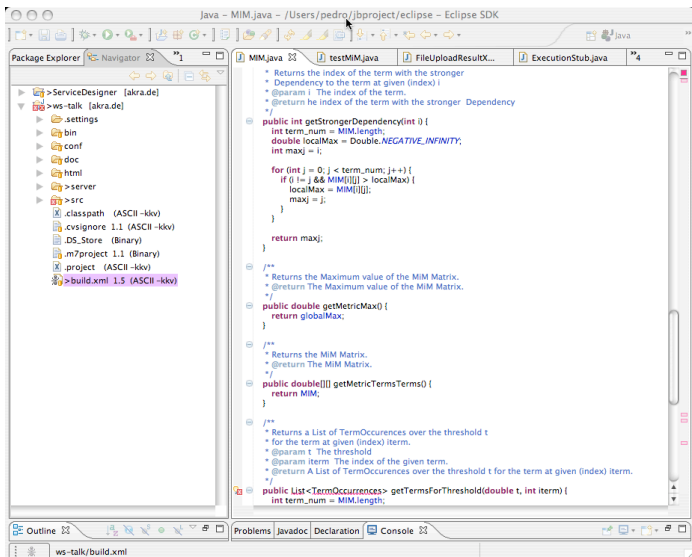 Java – MIM.java – /Users/pedro/jbproject/eclipse – Eclipse SDK
Java
Package Explorer
Navigator
»1
MIM.java
testMiM.java
FileUploadResultX...
ExecutionStub.java
»4
>ServiceDesigner [akra.de]
>ws-talk [akra.de]
.settings
bin
conf
doc
html
>server
>src
.classpath (ASCII -kkv)
.cvsignore 1.1 (ASCII -kkv)
.DS_Store (Binary)
.m7project 1.1 (Binary)
.project (ASCII -kkv)
>build.xml 1.5 (ASCII -kkv)
* Returns the index of the term with the stronger
* Dependency to the term at given (index) i
* @param i The index of the term.
* @return he index of the term with the stronger Dependency
*/
public int getStrongerDependency(int i) {
int term_num = MIM.length;
double localMax = Double.NEGATIVE_INFINITY;
int maxj = i;
for (int j = 0; j < term_num; j++) {
if (i != j && MIM[i][j] > localMax) {
localMax = MIM[i][j];
maxj = j;
}
}
return maxj;
}
/**
* Returns the Maximum value of the MiM Matrix.
* @return The Maximum value of the MiM Matrix.
*/
public double getMetricMax() {
return globalMax;
}
/**
* Returns the MiM Matrix.
* @return The MiM Matrix.
*/
public double[][] getMetricTermsTerms() {
return MIM;
}
/**
* Returns a List of TermOccurences over the threshold t
* for the term at given (index) iterm.
* @param t The threshold
* @param iterm The index of the given term.
* @return A List of TermOccurrences over the threshold t for the term at given (index) iterm.
*/
public List<TermOccurrences> getTermsForThreshold(double t, int iterm) {
int term_num = MIM.length;
Outline
Problems
Javadoc
Declaration
Console
ws-talk/build.xml